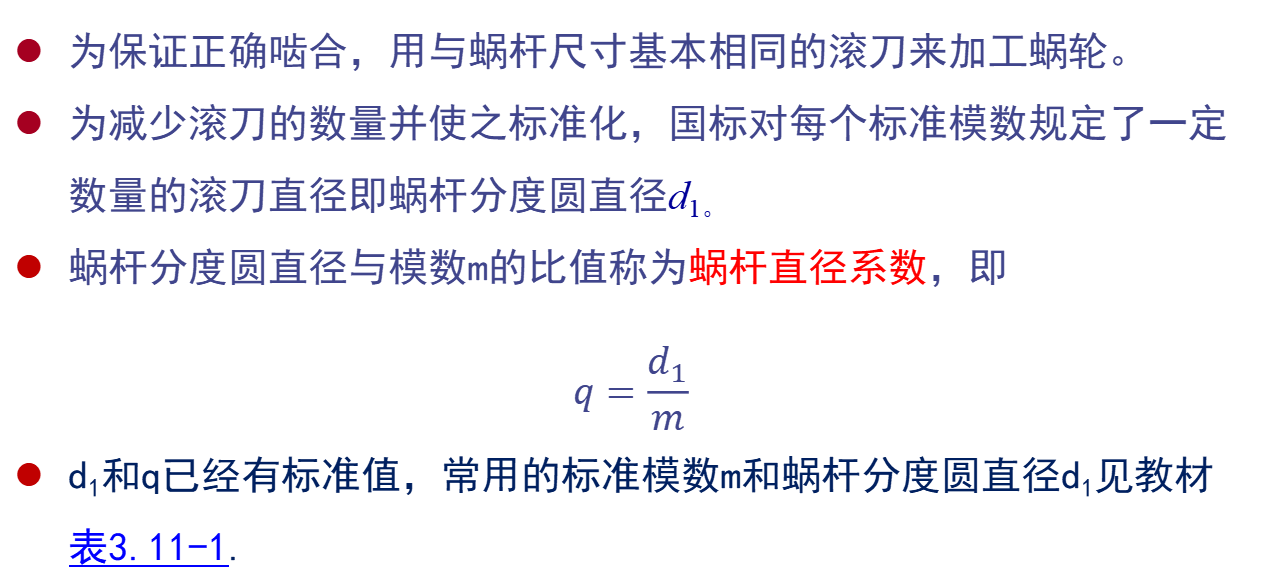 为保证正确啮合，用与蜗杆尺寸基本相同的滚刀来加工蜗轮。
为减少滚刀的数量并使之标准化，国标对每个标准模数规定了一定
数量的滚刀直径即蜗杆分度圆直径d₁。
蜗杆分度圆直径与模数m的比值称为蜗杆直径系数，即
q = d₁/m
d₁和q已经有标准值，常用的标准模数m和蜗杆分度圆直径d₁见教材
表3.11-1.